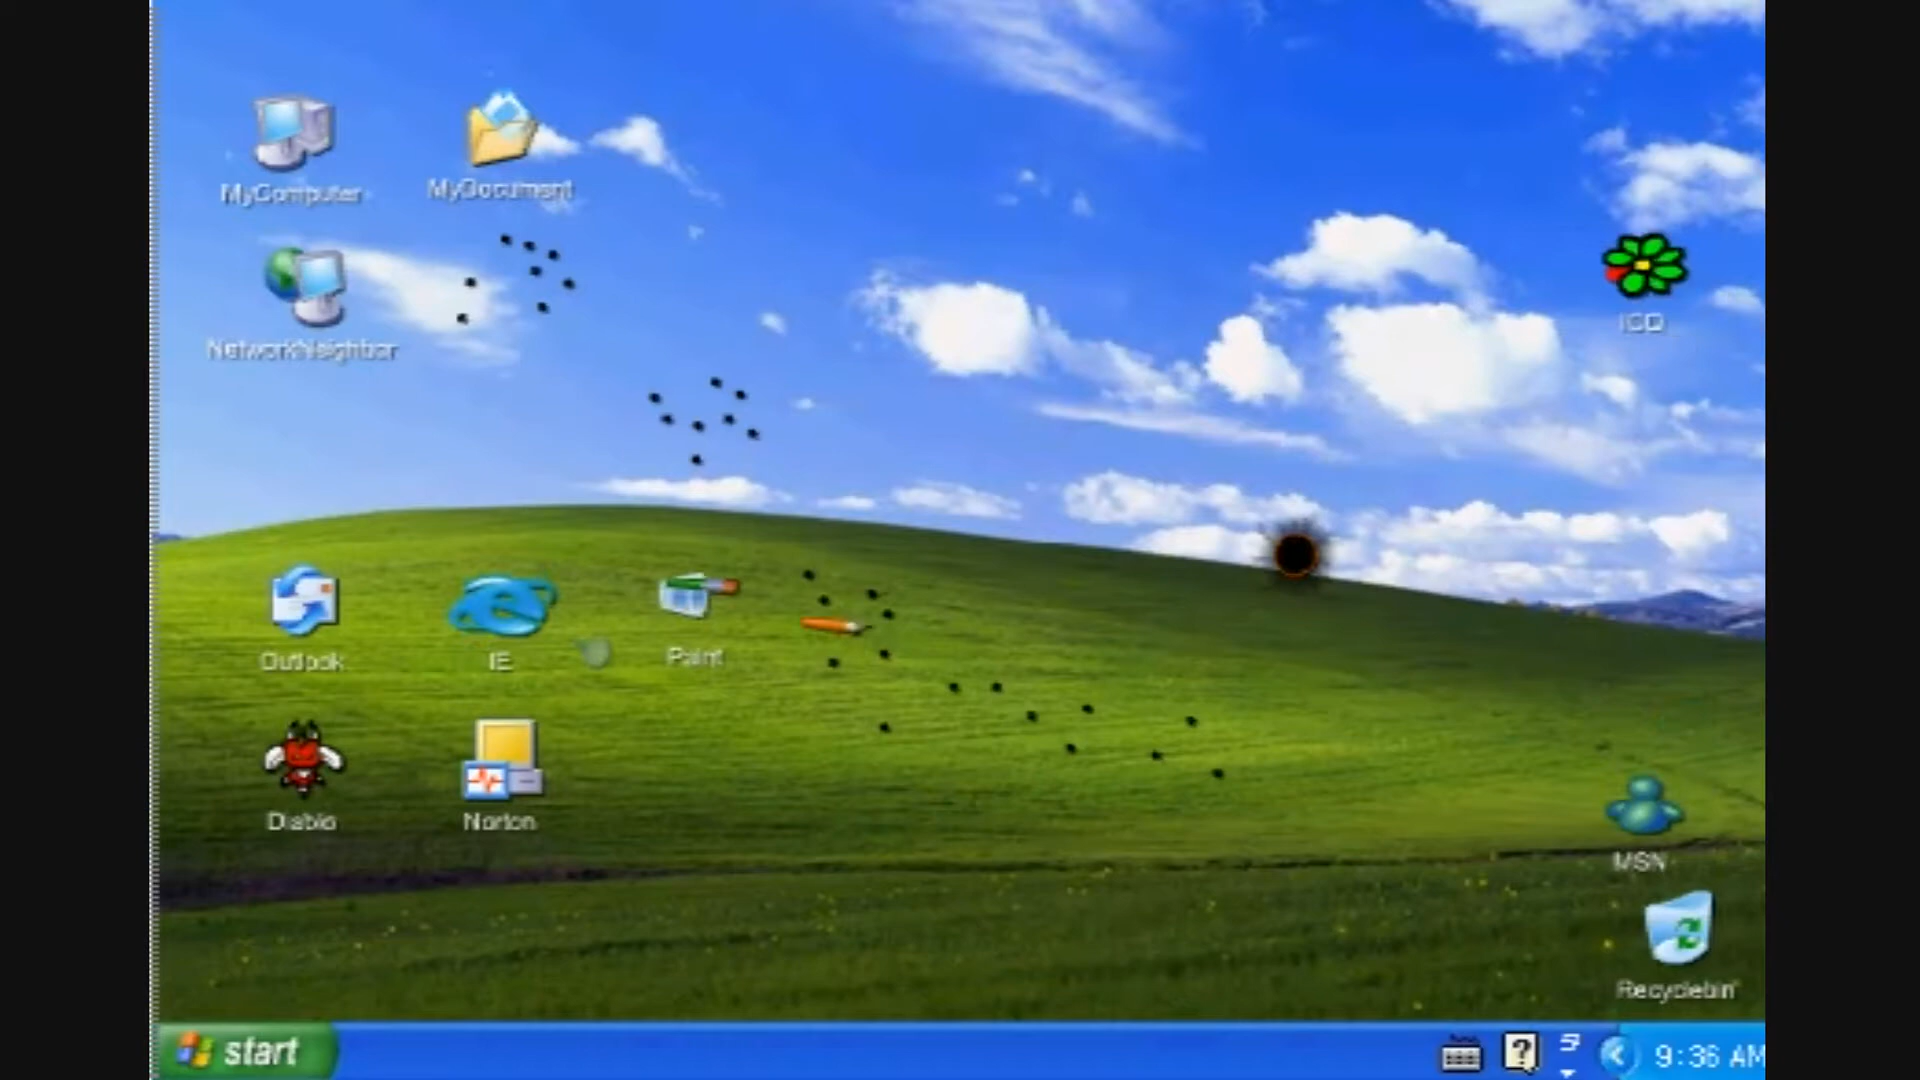 MyComputer
MyDocument
NetworkNeighbor
ICQ
Outlook
IE
Paint
Diablo
Norton
MSN
Recyclebin
start
?
9:36 AM